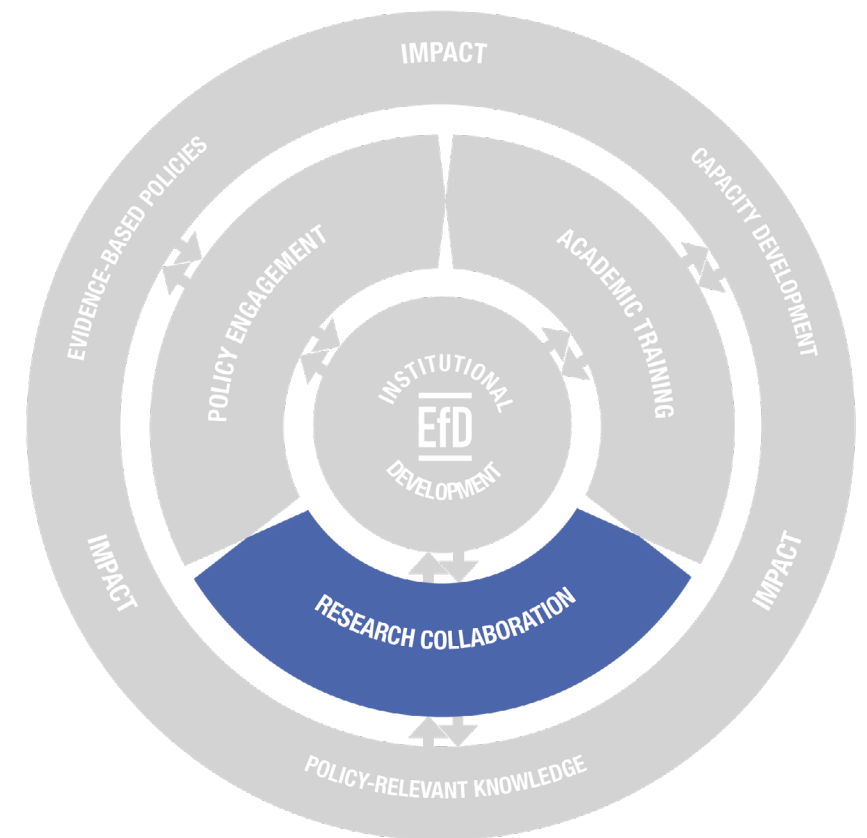 IMPACT
EVIDENCE-BASED POLICIES
CAPACITY DEVELOPMENT
POLICY ENGAGEMENT
ACADEMIC TRAINING
INSTITUTIONAL
EfD
DEVELOPMENT
IMPACT
IMPACT
RESEARCH COLLABORATION
POLICY-RELEVANT KNOWLEDGE